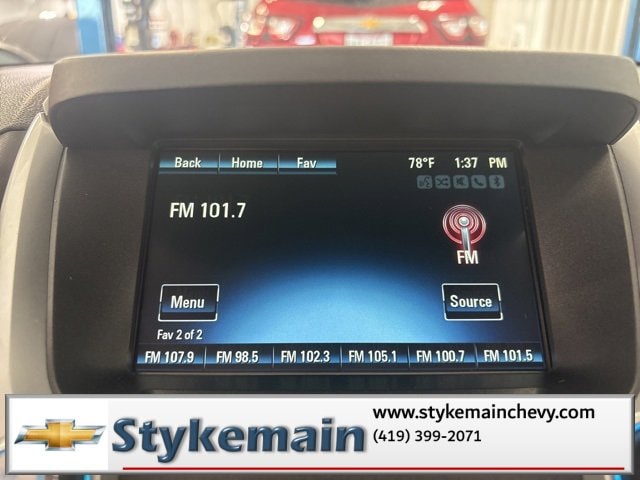 Back Home Fav 78°F 1:37 PM
FM 101.7
FM
Menu Source
Fav 2 of 2
FM 107.9 FM 98.5 FM 102.3 FM 105.1 FM 100.7 FM 101.5
Stykemain
www.stykemainchevy.com
(419) 399-2071